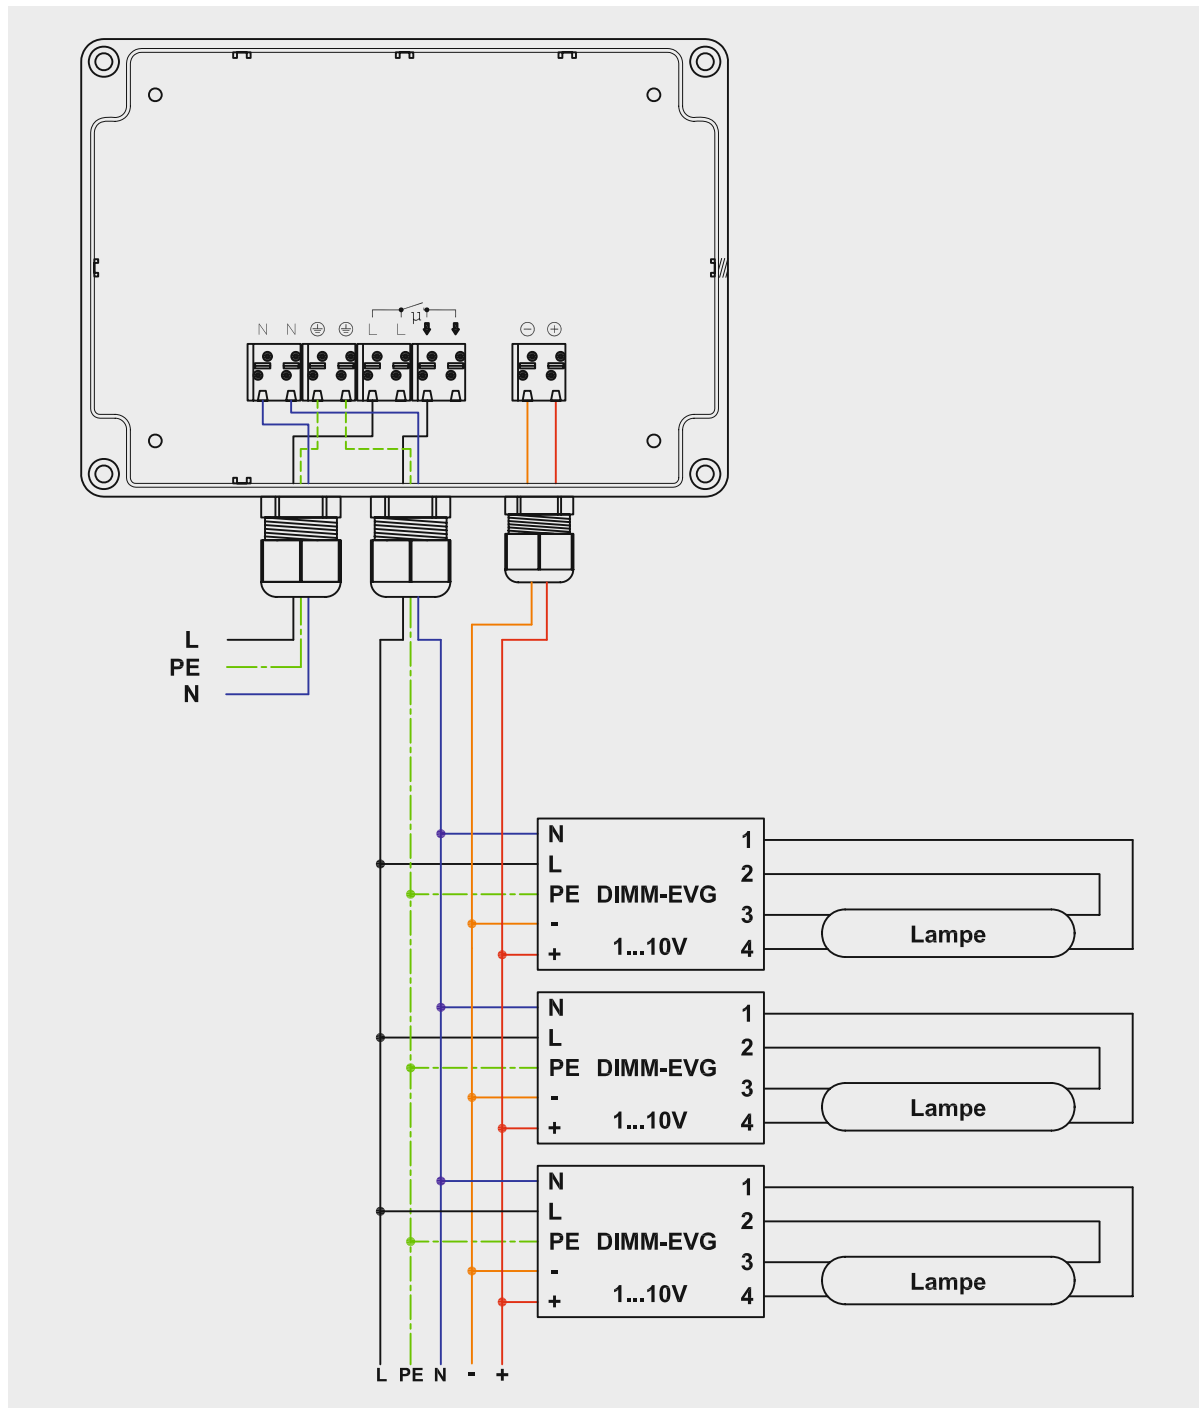 µ
N N L L - +
L
PE
N
N 1
L 2
PE DIMM-EVG 3
-
+ 1...10V 4
Lampe
N 1
L 2
PE DIMM-EVG 3
-
+ 1...10V 4
Lampe
N 1
L 2
PE DIMM-EVG 3
-
+ 1...10V 4
Lampe
L PE N - +